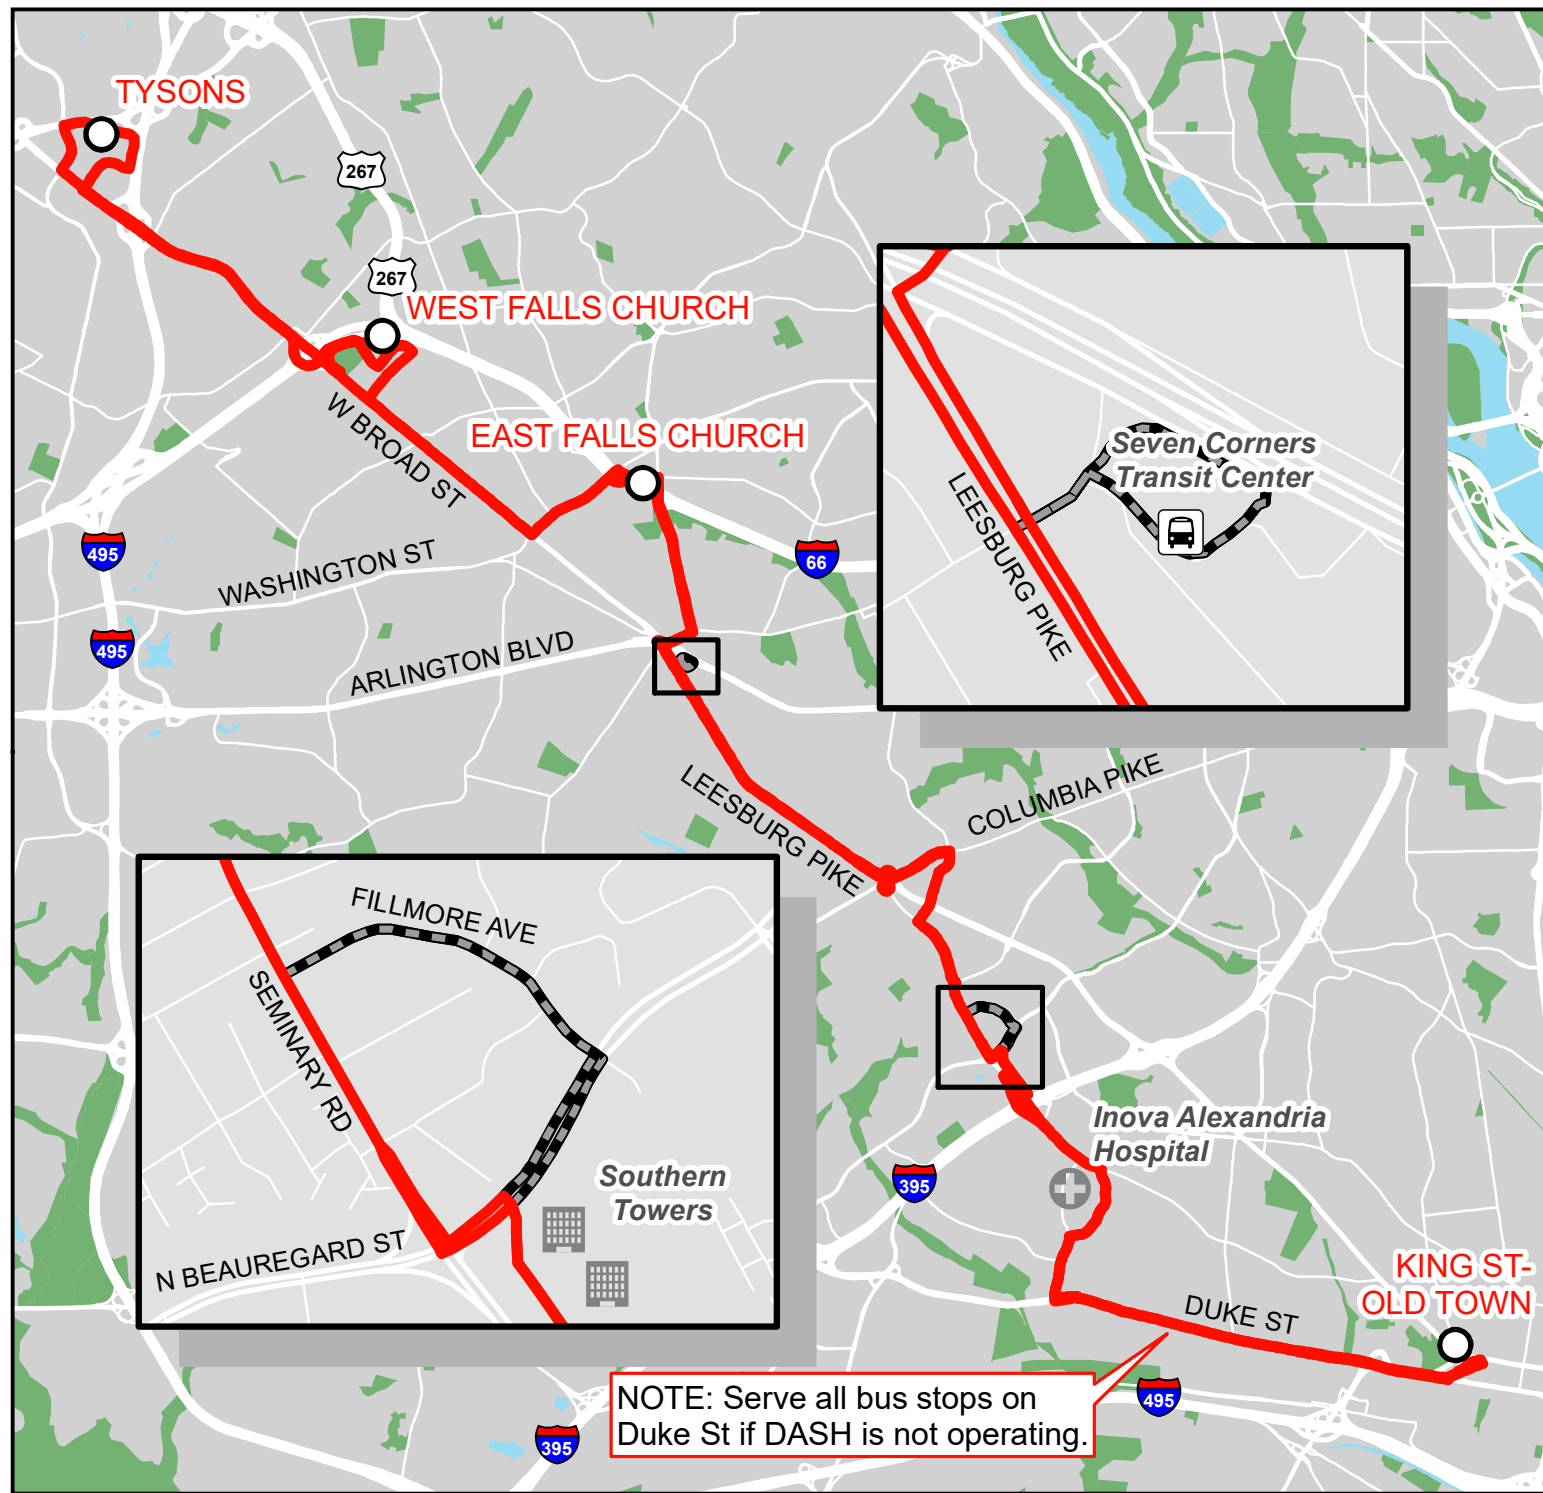 TYSONS
267
267
WEST FALLS CHURCH
W BROAD ST
EAST FALLS CHURCH
Seven Corners
Transit Center
LEESBURG PIKE
495
WASHINGTON ST
66
495
ARLINGTON BLVD
LEESBURG PIKE
COLUMBIA PIKE
FILLMORE AVE
SEMINARY RD
Southern
Towers
N BEAUREGARD ST
Inova Alexandria
Hospital
395
KING ST-
OLD TOWN
DUKE ST
NOTE: Serve all bus stops on
Duke St if DASH is not operating.
495
395